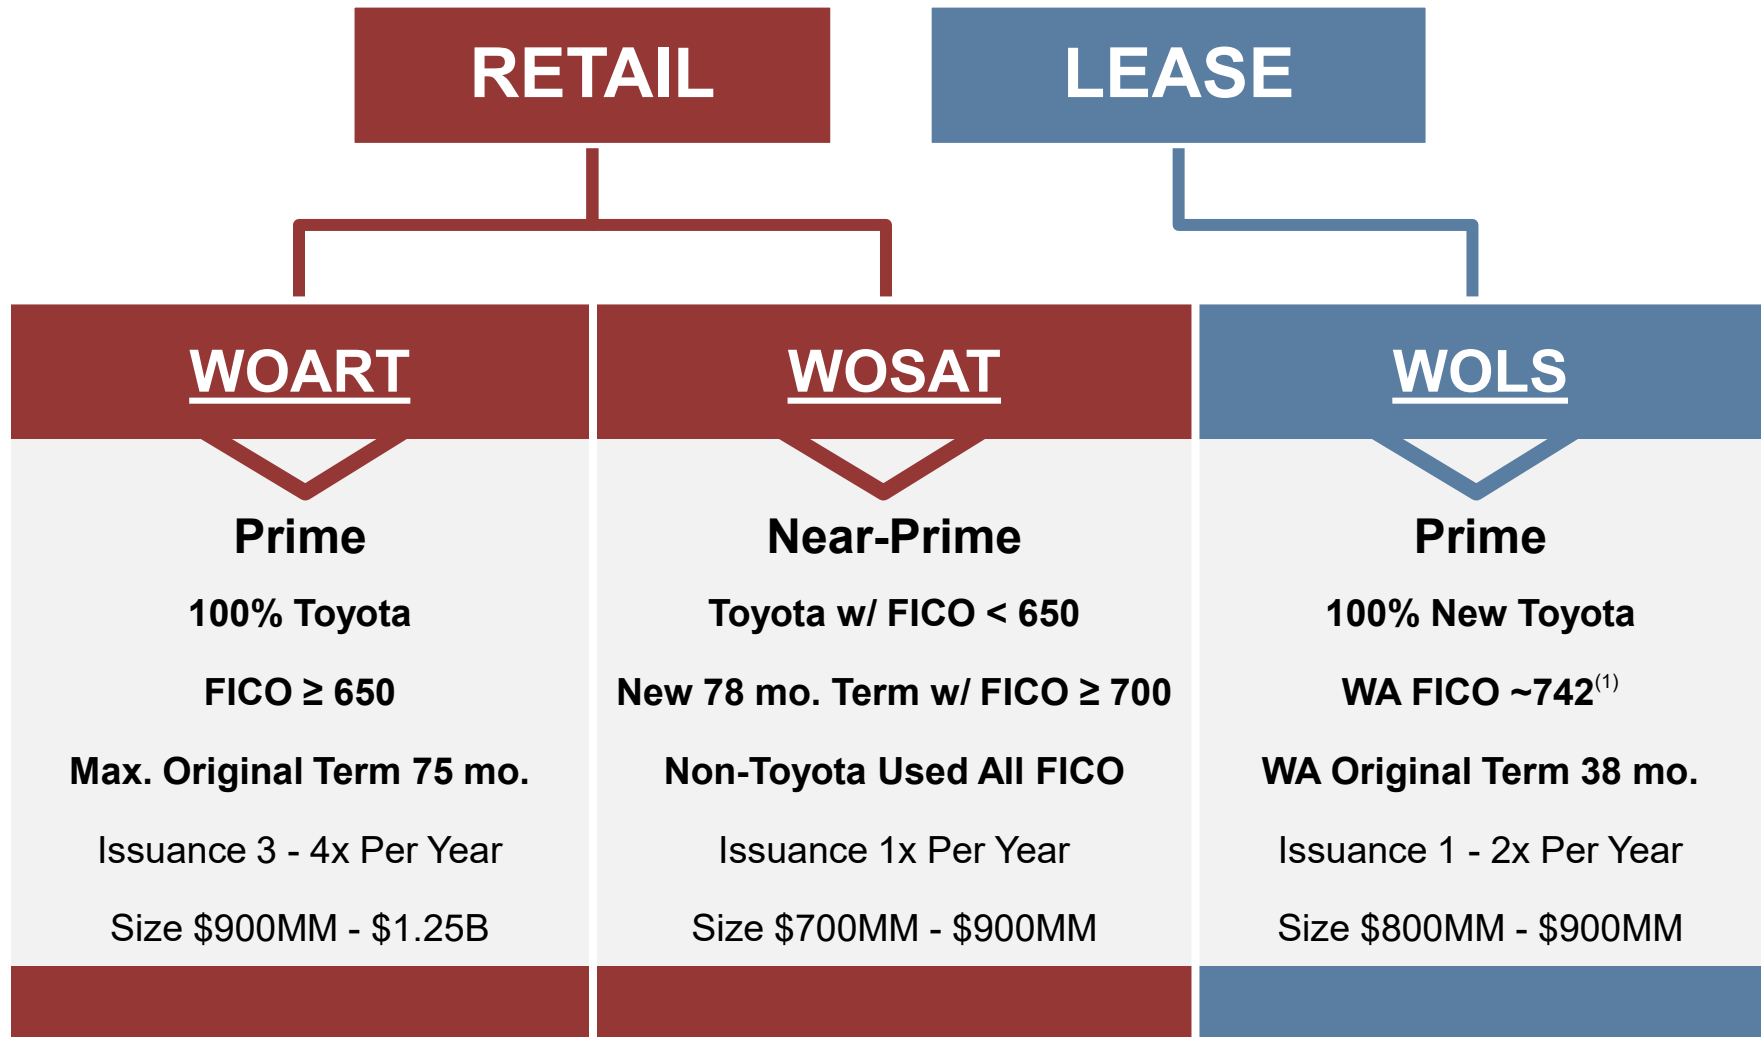 RETAIL
LEASE
WOART
Prime
100% Toyota
FICO ≥ 650
Max. Original Term 75 mo.
Issuance 3 - 4x Per Year
Size $900MM - $1.25B
WOSAT
Near-Prime
Toyota w/ FICO < 650
New 78 mo. Term w/ FICO ≥ 700
Non-Toyota Used All FICO
Issuance 1x Per Year
Size $700MM - $900MM
WOLS
Prime
100% New Toyota
WA FICO ~742(1)
WA Original Term 38 mo.
Issuance 1 - 2x Per Year
Size $800MM - $900MM